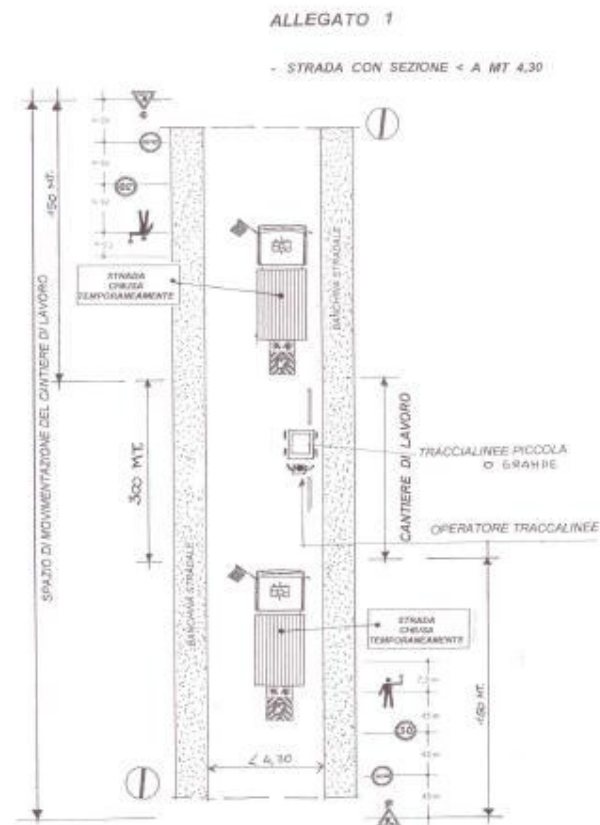 ALLEGATO 1
- STRADA CON SEZIONE < A MT 4,30
150 MT.
STRADA
CHIUSA
TEMPORANEAMENTE
BANCHINA STRADALE
SPAZIO DI MOVIMENTAZIONE DEL CANTIERE DI LAVORO
300 MT.
CANTIERE DI LAVORO
TRACCIALINEE PICCOLA
O GRANDE
OPERATORE TRACCALINEE
BANCHINA STRADALE
STRADA
CHIUSA
TEMPORANEAMENTE
150 MT.
∠ 4,30